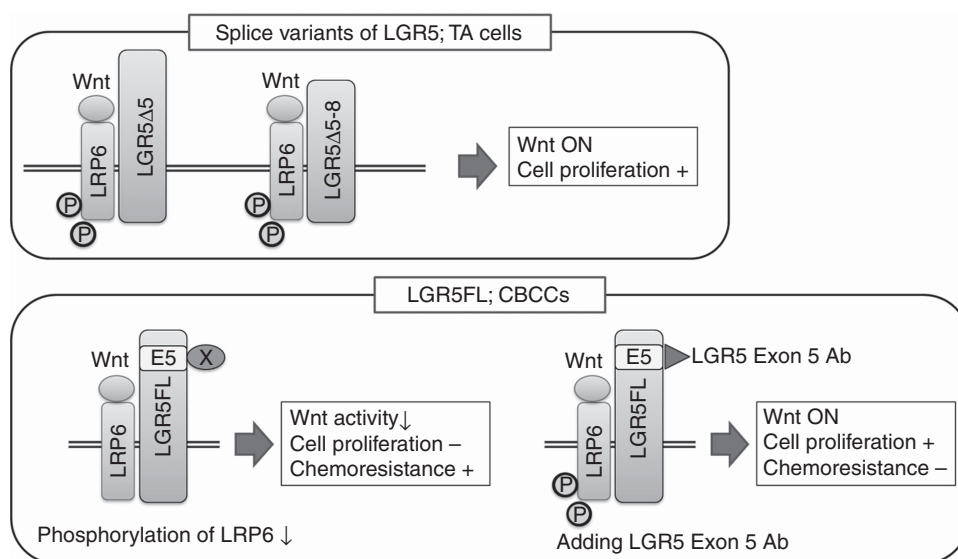 Splice variants of LGR5; TA cells
Wnt
LRP6
LGR5Δ5
P
P
Wnt
LRP6
LGR5Δ5-8
P
P
Wnt ON
Cell proliferation +
LGR5FL; CBCCs
Wnt
LRP6
LGR5FL
E5
X
Wnt activity↓
Cell proliferation –
Chemoresistance +
Phosphorylation of LRP6 ↓
Wnt
LRP6
LGR5FL
E5
LGR5 Exon 5 Ab
P
P
Wnt ON
Cell proliferation +
Chemoresistance –
Adding LGR5 Exon 5 Ab